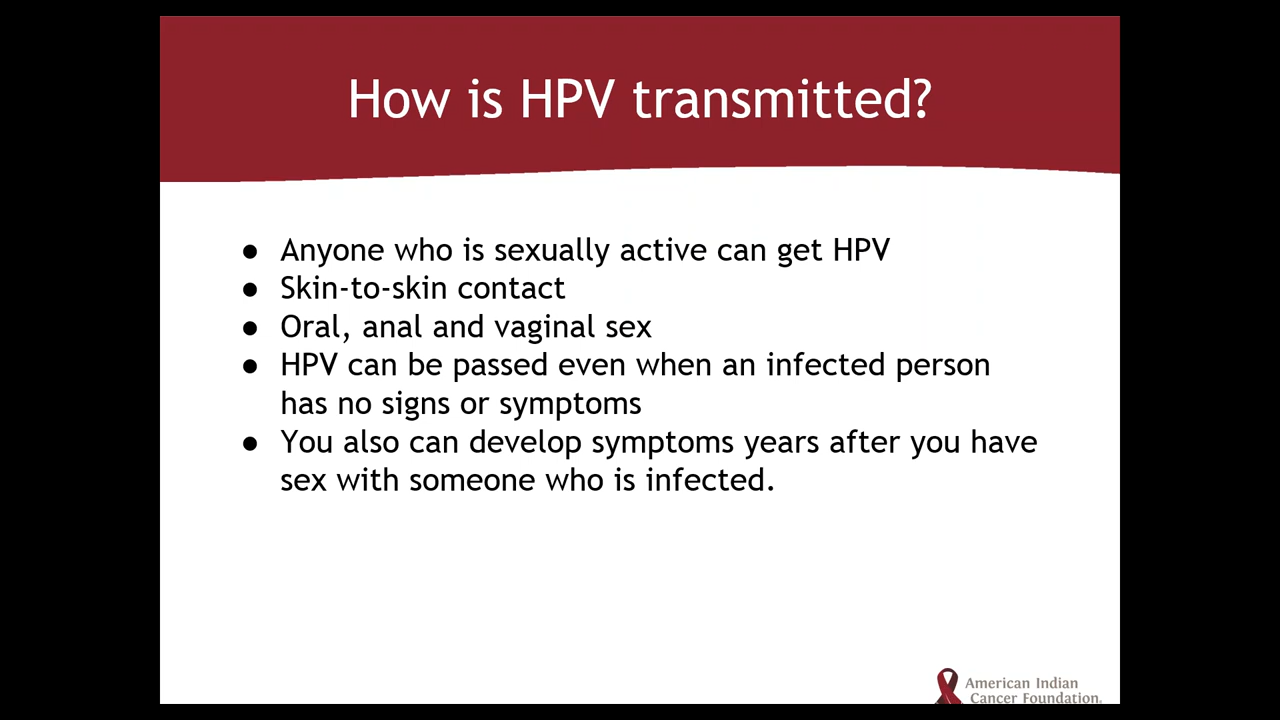 How is HPV transmitted?
● Anyone who is sexually active can get HPV
● Skin-to-skin contact
● Oral, anal and vaginal sex
● HPV can be passed even when an infected person
has no signs or symptoms
● You also can develop symptoms years after you have
sex with someone who is infected.
American Indian
Cancer Foundation.